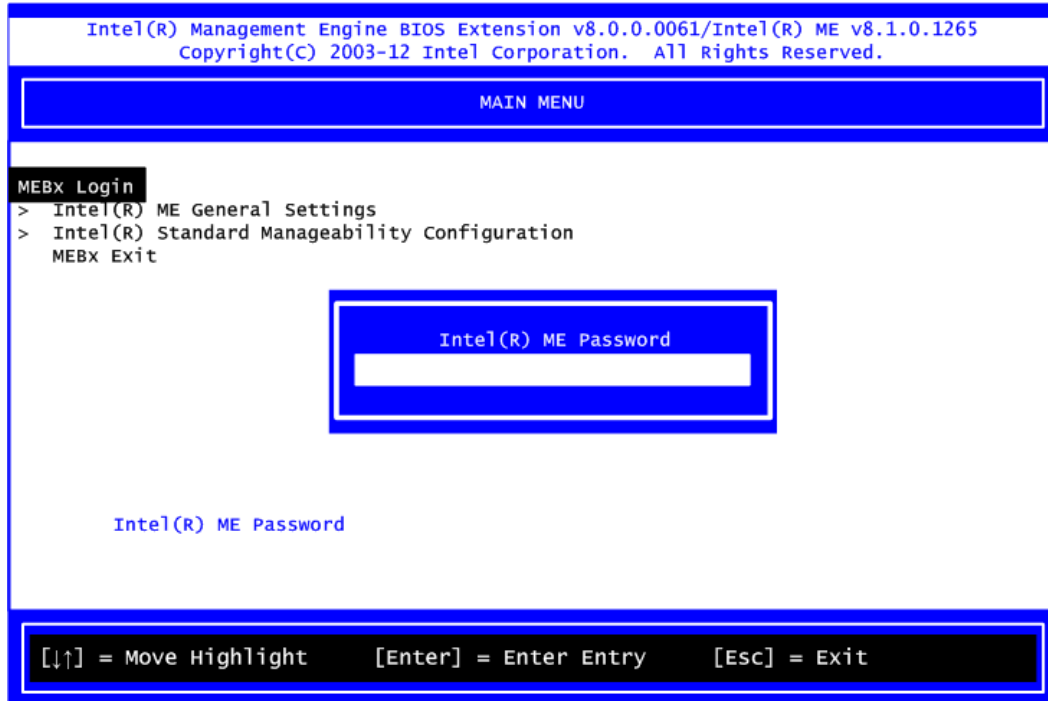 Intel(R) Management Engine BIOS Extension v8.0.0.0061/Intel(R) ME v8.1.0.1265
Copyright(C) 2003-12 Intel Corporation. All Rights Reserved.
MAIN MENU
MEBx Login
> Intel(R) ME General Settings
> Intel(R) Standard Manageability Configuration
MEBx Exit
Intel(R) ME Password
Intel(R) ME Password
[↓↑] = Move Highlight [Enter] = Enter Entry [Esc] = Exit